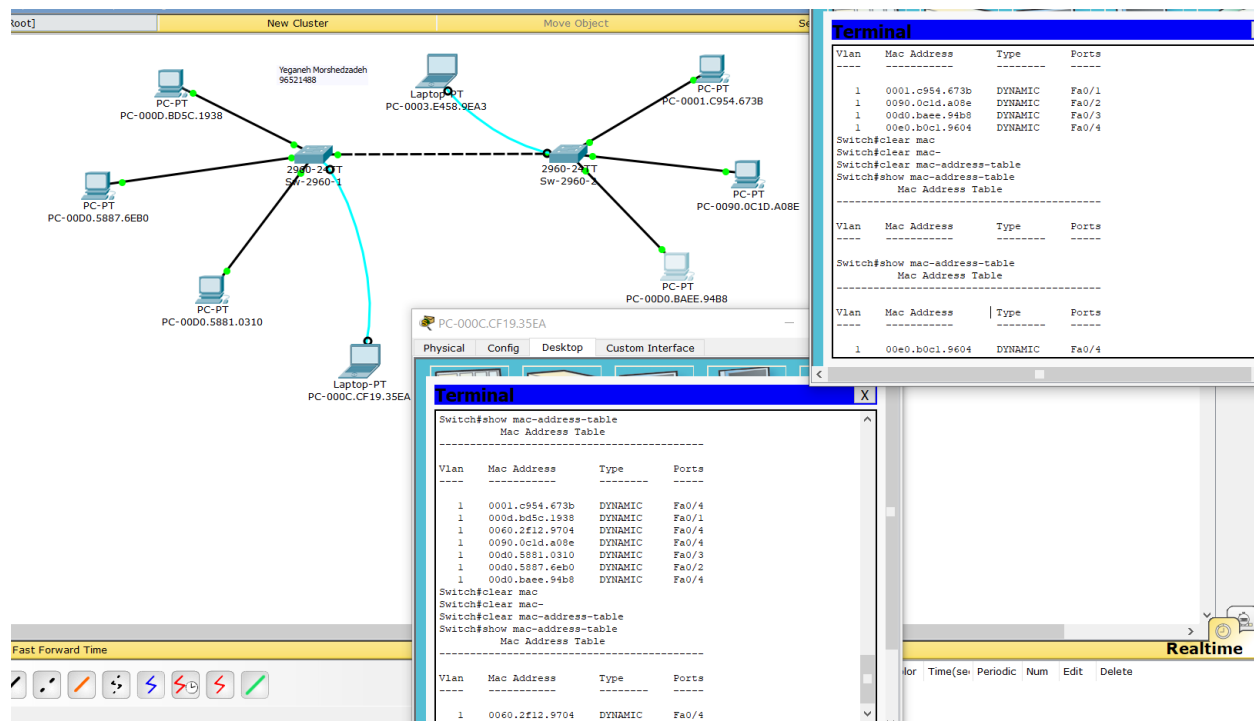 Root]
New Cluster
Move Object
Se
Yeganeh Morshedzadeh
96521488
PC-PT
PC-000D.BD5C.1938
Laptop-PT
PC-0003.E458.9EA3
PC-PT
PC-0001.C954.673B
2960-24TT
Sw-2960-1
2960-24TT
Sw-2960-2
PC-PT
PC-00D0.5887.6EB0
PC-PT
PC-0090.0C1D.A08E
PC-PT
PC-00D0.5881.0310
PC-PT
PC-00D0.BAEE.94B8
Laptop-PT
PC-000C.CF19.35EA
Terminal
Vlan Mac Address Type Ports
---- ----------- -------- -----
1 0001.c954.673b DYNAMIC Fa0/1
1 0090.0c1d.a08e DYNAMIC Fa0/2
1 00d0.baee.94b8 DYNAMIC Fa0/3
1 00e0.b0c1.9604 DYNAMIC Fa0/4
Switch#clear mac
Switch#clear mac-
Switch#clear mac-address-table
Switch#show mac-address-table
Mac Address Table
-------------------------------------------
Vlan Mac Address Type Ports
---- ----------- -------- -----
Switch#show mac-address-table
Mac Address Table
-------------------------------------------
Vlan Mac Address Type Ports
---- ----------- -------- -----
1 00e0.b0c1.9604 DYNAMIC Fa0/4
PC-000C.CF19.35EA
Physical Config Desktop Custom Interface
Terminal X
Switch#show mac-address-table
Mac Address Table
-------------------------------------------
Vlan Mac Address Type Ports
---- ----------- -------- -----
1 0001.c954.673b DYNAMIC Fa0/4
1 000d.bd5c.1938 DYNAMIC Fa0/1
1 0060.2f12.9704 DYNAMIC Fa0/4
1 0090.0c1d.a08e DYNAMIC Fa0/4
1 00d0.5881.0310 DYNAMIC Fa0/3
1 00d0.5887.6eb0 DYNAMIC Fa0/2
1 00d0.baee.94b8 DYNAMIC Fa0/4
Switch#clear mac
Switch#clear mac-
Switch#clear mac-address-table
Switch#show mac-address-table
Mac Address Table
-------------------------------------------
Vlan Mac Address Type Ports
---- ----------- -------- -----
1 0060.2f12.9704 DYNAMIC Fa0/4
Fast Forward Time
Realtime
lor Time(se Periodic Num Edit Delete